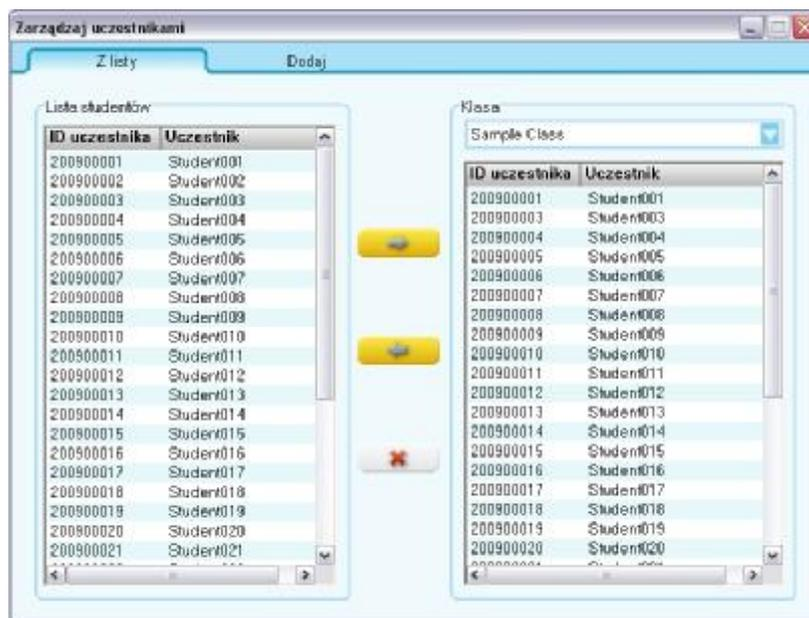 Zarządzaj uczestnikami
Z listy
Dodaj
Lista studentów
ID uczestnika Uczestnik
200900001 Student001
200900002 Student002
200900003 Student003
200900004 Student004
200900005 Student005
200900006 Student006
200900007 Student007
200900008 Student008
200900009 Student009
200900010 Student010
200900011 Student011
200900012 Student012
200900013 Student013
200900014 Student014
200900015 Student015
200900016 Student016
200900017 Student017
200900018 Student018
200900019 Student019
200900020 Student020
200900021 Student021
Klasa
Sample Class
ID uczestnika Uczestnik
200900001 Student001
200900003 Student003
200900004 Student004
200900005 Student005
200900006 Student006
200900007 Student007
200900008 Student008
200900009 Student009
200900010 Student010
200900011 Student011
200900012 Student012
200900013 Student013
200900014 Student014
200900015 Student015
200900016 Student016
200900017 Student017
200900018 Student018
200900019 Student019
200900020 Student020